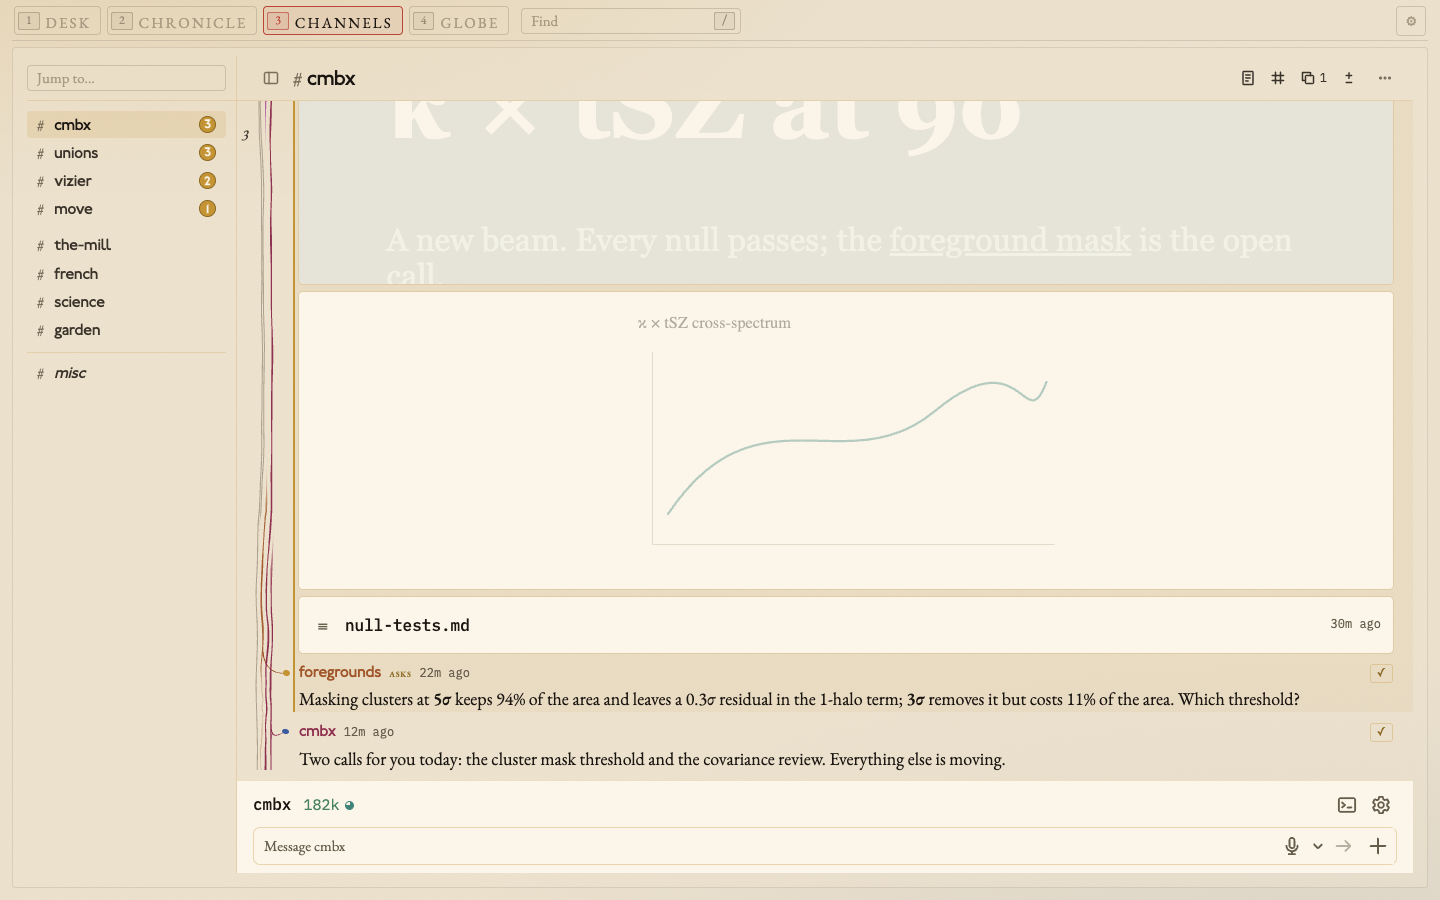 1 DESK 2 CHRONICLE 3 CHANNELS 4 GLOBE Find /
Jump to...
# cmbx 3
# unions 3
# vizier 2
# move 1
# the-mill
# french
# science
# garden
# misc
# cmbx 1
3
κ × tSZ at 90
A new beam. Every null passes; the foreground mask is the open
call.
κ × tSZ cross-spectrum
null-tests.md 30m ago
foregrounds ASKS 22m ago
Masking clusters at 5σ keeps 94% of the area and leaves a 0.3σ residual in the 1-halo term; 3σ removes it but costs 11% of the area. Which threshold?
cmbx 12m ago
Two calls for you today: the cluster mask threshold and the covariance review. Everything else is moving.
cmbx 182k
Message cmbx